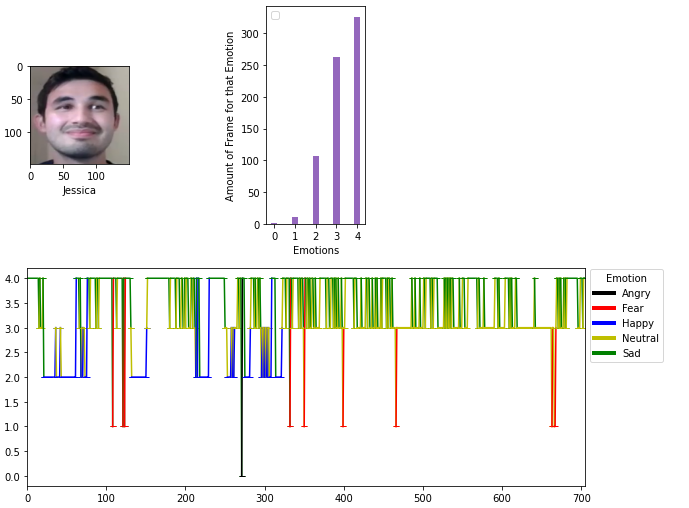 0
50
100
0 50 100
Jessica
Amount of Frame for that Emotion
300
250
200
150
100
50
0
0 1 2 3 4
Emotions
4.0
3.5
3.0
2.5
2.0
1.5
1.0
0.5
0.0
0 100 200 300 400 500 600 700
Emotion
Angry
Fear
Happy
Neutral
Sad